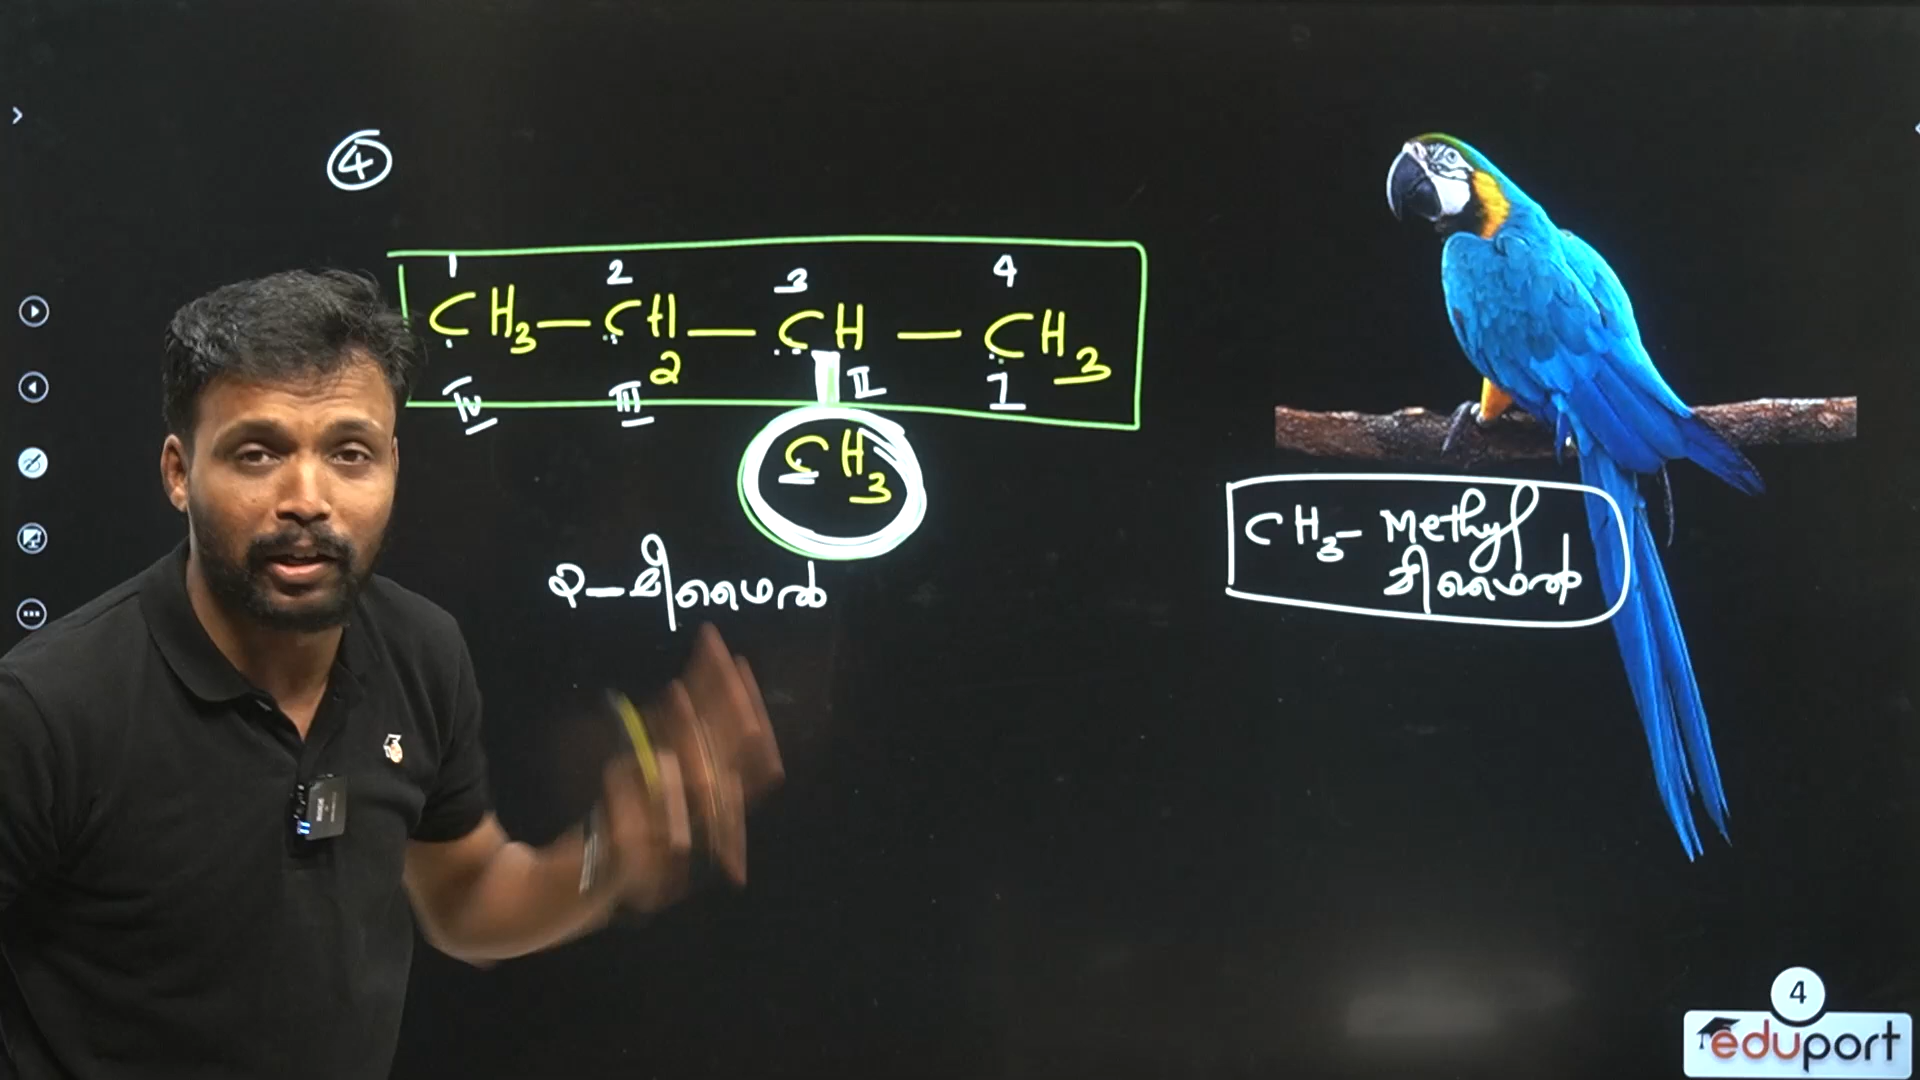 4
1 2 3 4
CH3 — CH2 — CH — CH3
IV III II I
CH3
2-മീഥൈൽ
CH3- Methyl
മീഥൈൽ
4
eduport